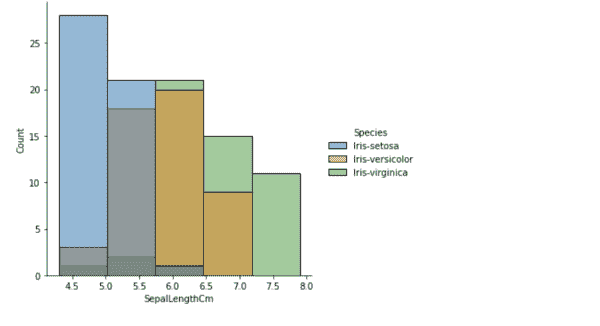 25
20
15
10
5
0
Count
4.5 5.0 5.5 6.0 6.5 7.0 7.5 8.0
SepalLengthCm
Species
Iris-setosa
Iris-versicolor
Iris-virginica